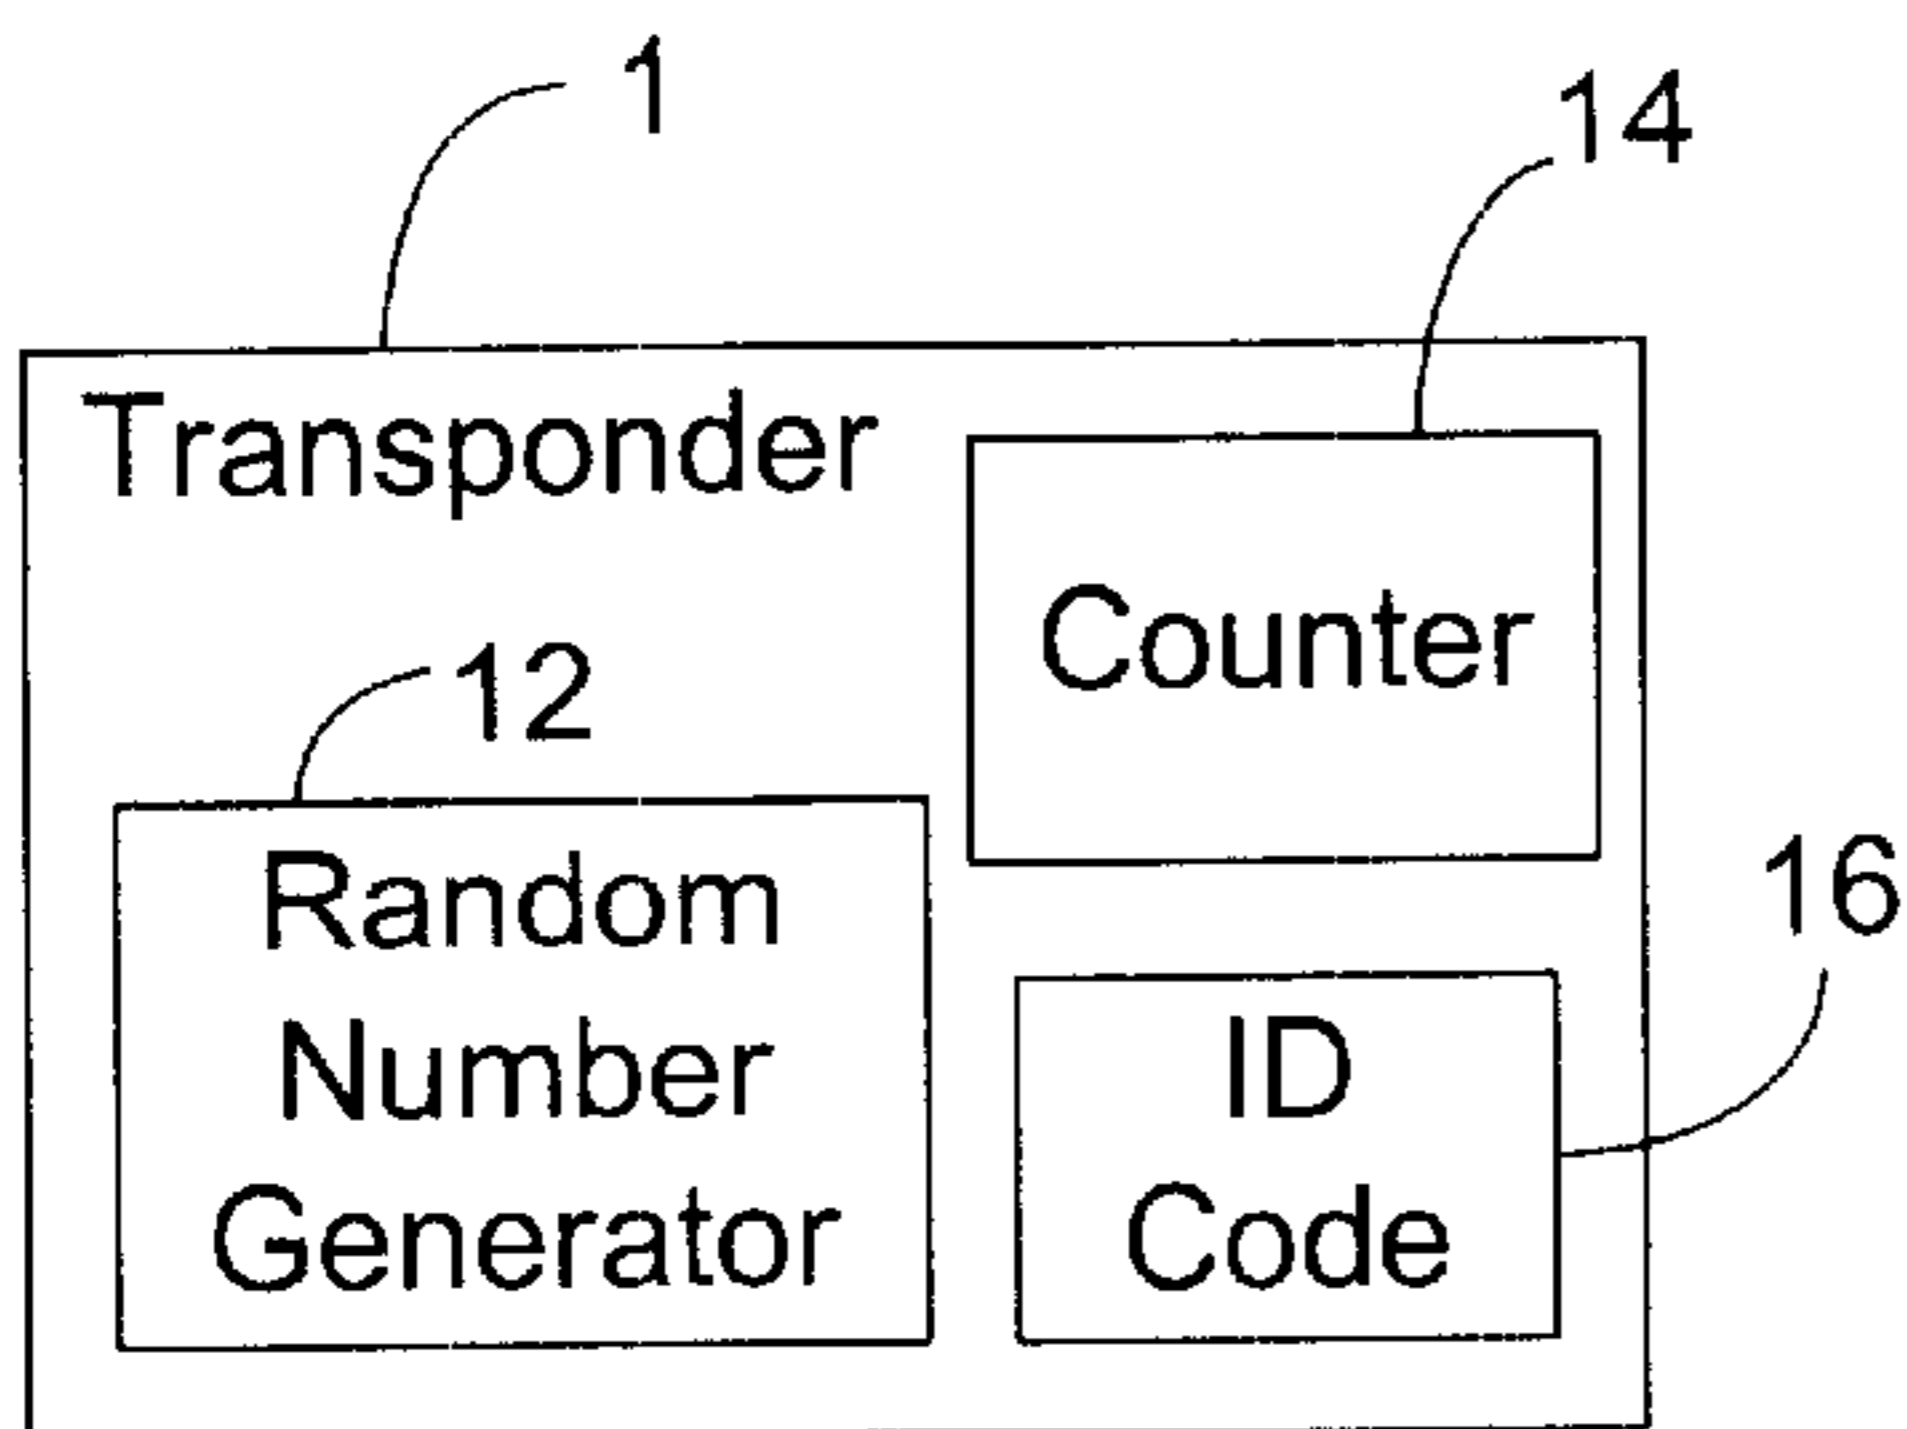 1
14
Transponder
Counter
12
Random
Number
Generator
16
ID
Code